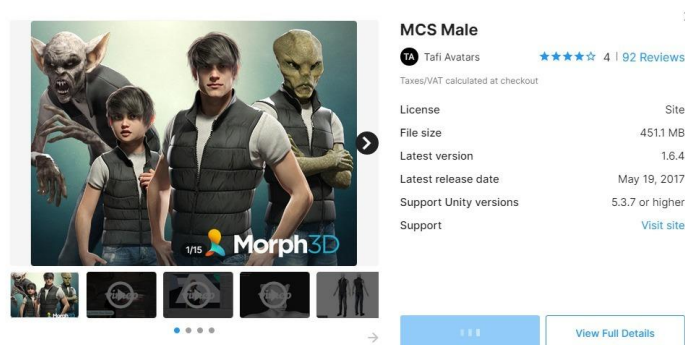 MCS Male
TA Tafi Avatars
4 | 92 Reviews
Taxes/VAT calculated at checkout
License Site
File size 451.1 MB
Latest version 1.6.4
Latest release date May 19, 2017
Support Unity versions 5.3.7 or higher
Support Visit site
View Full Details
1/15
Morph3D
Morph3D